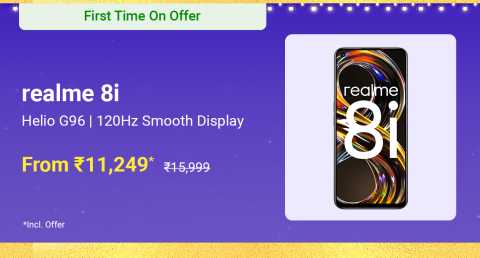 First Time On Offer
realme 8i
Helio G96 | 120Hz Smooth Display
From ₹11,249* ₹15,999
*Incl. Offer
realme
8i